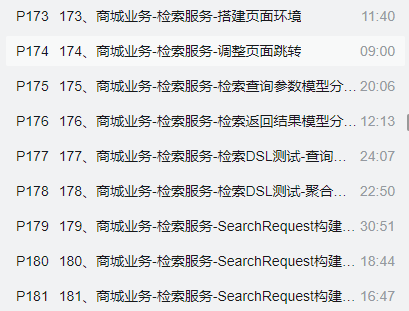 P173 173、商城业务-检索服务-搭建页面环境 11:40
P174 174、商城业务-检索服务-调整页面跳转 09:00
P175 175、商城业务-检索服务-检索查询参数模型分... 20:06
P176 176、商城业务-检索服务-检索返回结果模型分... 12:13
P177 177、商城业务-检索服务-检索DSL测试-查询... 24:07
P178 178、商城业务-检索服务-检索DSL测试-聚合... 22:50
P179 179、商城业务-检索服务-SearchRequest构建... 30:51
P180 180、商城业务-检索服务-SearchRequest构建... 18:44
P181 181、商城业务-检索服务-SearchRequest构建... 16:47